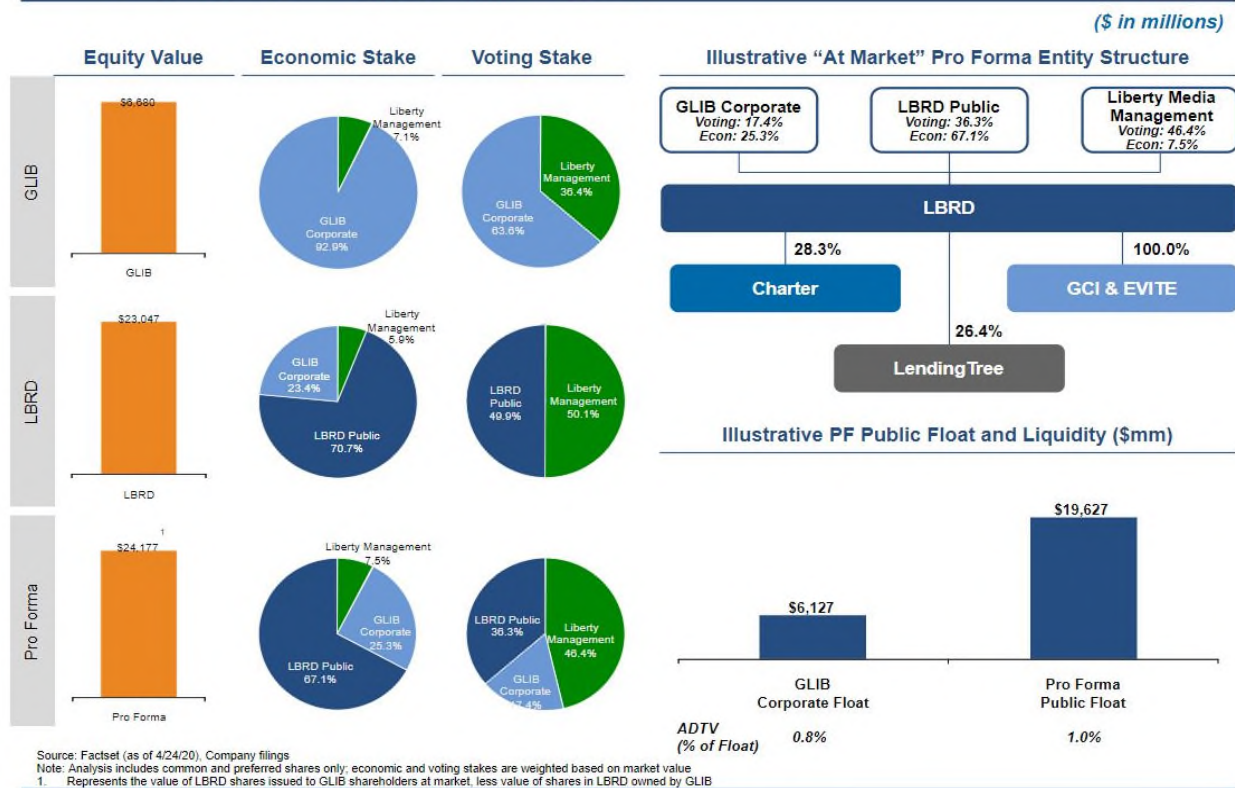 ($ in millions)
Equity Value
Economic Stake
Voting Stake
Illustrative “At Market” Pro Forma Entity Structure
GLIB
$6,680
GLIB
Liberty
Management
7.1%
GLIB
Corporate
92.9%
Liberty
Management
36.4%
GLIB
Corporate
63.6%
LBRD
$23,047
LBRD
Liberty
Management
5.9%
GLIB
Corporate
23.4%
LBRD Public
70.7%
LBRD
Public
49.9%
Liberty
Management
50.1%
Pro Forma
1
$24,177
Pro Forma
Liberty Management
7.5%
GLIB
Corporate
25.3%
LBRD Public
67.1%
LBRD Public
36.3%
Liberty
Management
46.4%
GLIB
Corporate
17.4%
GLIB Corporate
Voting: 17.4%
Econ: 25.3%
LBRD Public
Voting: 36.3%
Econ: 67.1%
Liberty Media
Management
Voting: 46.4%
Econ: 7.5%
LBRD
28.3%
100.0%
Charter
GCI & EVITE
26.4%
LendingTree
Illustrative PF Public Float and Liquidity ($mm)
$6,127
$19,627
GLIB
Corporate Float
Pro Forma
Public Float
ADTV
(% of Float)
0.8%
1.0%
Source: Factset (as of 4/24/20), Company filings
Note: Analysis includes common and preferred shares only; economic and voting stakes are weighted based on market value
1. Represents the value of LBRD shares issued to GLIB shareholders at market, less value of shares in LBRD owned by GLIB